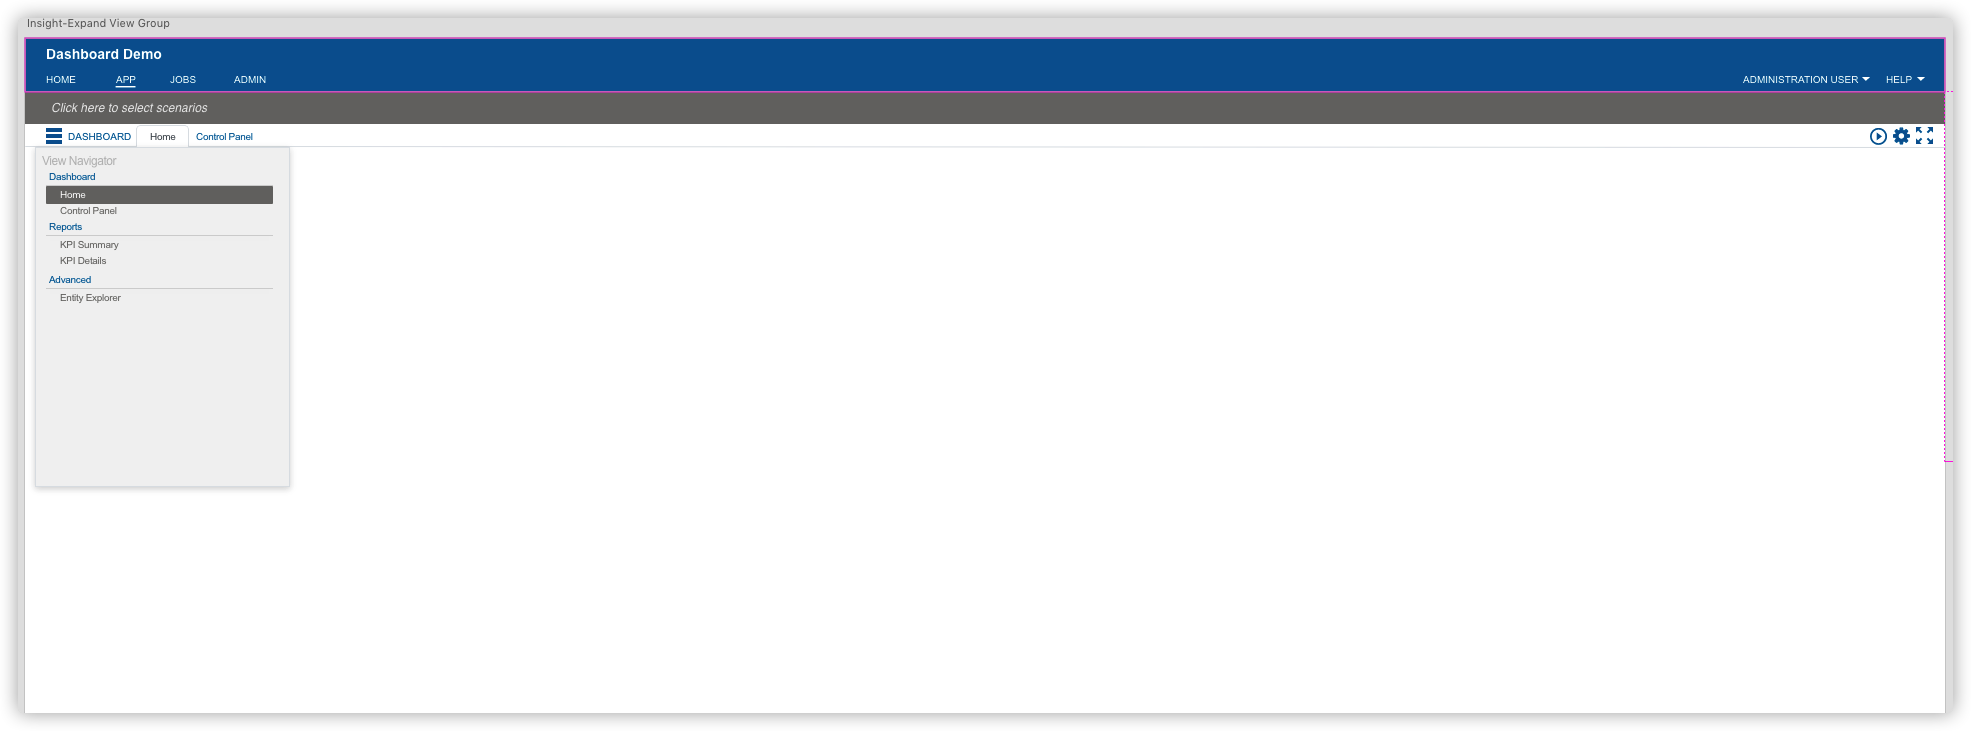 Insight-Expand View Group
Dashboard Demo
HOME APP JOBS ADMIN ADMINISTRATION USER HELP
Click here to select scenarios
DASHBOARD Home Control Panel
View Navigator
Dashboard
Home
Control Panel
Reports
KPI Summary
KPI Details
Advanced
Entity Explorer